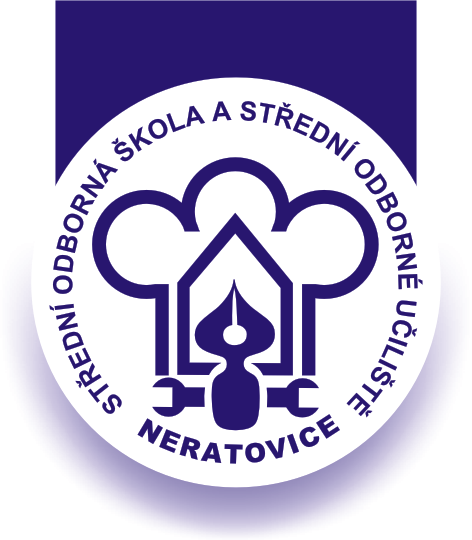 STŘEDNÍ ODBORNÁ ŠKOLA A STŘEDNÍ ODBORNÉ UČILIŠTĚ
NERATOVICE